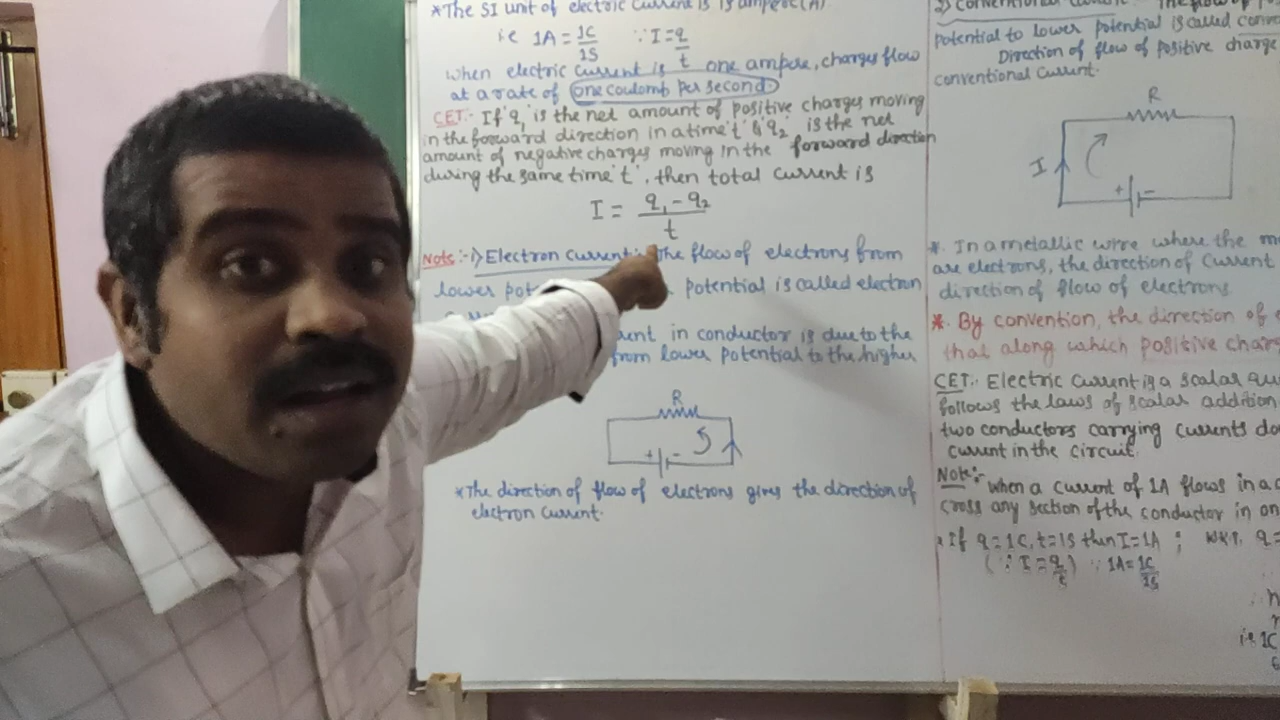 *The SI unit of electric current is 1ampere(A)
i.e 1A = 1C/1S ∵ I = q/t
when electric current is one ampere, charges flow
at a rate of one coulomb per second.
CET:- If 'q1' is the net amount of positive charges moving
in the forward direction in a time 't' & 'q2' is the net
amount of negative charges moving in the forward direction
during the same time 't', then total current is
I = q1 - q2 / t
Note:- i) Electron current:- The flow of electrons from
lower pot potential is called electron
in conductor is due to the
from lower potential to the higher
R
+ -
*The direction of flow of electrons gives the direction of
electron current.
potential to lower potential is called
Direction of flow of positive charge
conventional current.
R
I
+ -
*. In a metallic wire where the
are electrons, the direction of current
direction of flow of electrons
*. By convention, the direction of
that along which positive
CET:- Electric current is a scalar
follows the laws of scalar addition
two conductors carrying currents
current in the circuit.
Note:- When a current of 1A flows in a
cross any section of the conductor in
If q=1C, t=1S then I=1A ; W.K.T. q=
(∵ I = q/t) ∵ 1A = 1C/1S
i.e 1C